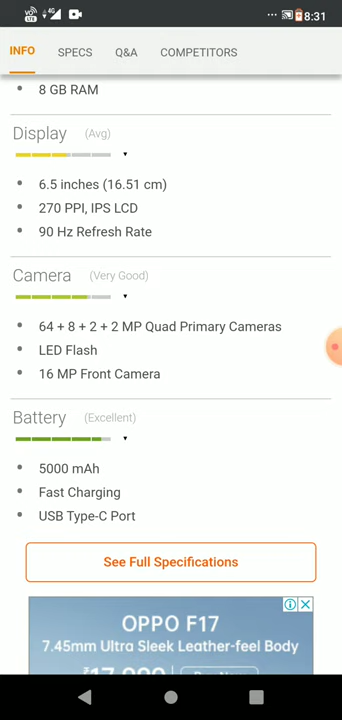 VO LTE 4G 8:31
INFO SPECS Q&A COMPETITORS
8 GB RAM
Display (Avg)
6.5 inches (16.51 cm)
270 PPI, IPS LCD
90 Hz Refresh Rate
Camera (Very Good)
64 + 8 + 2 + 2 MP Quad Primary Cameras
LED Flash
16 MP Front Camera
Battery (Excellent)
5000 mAh
Fast Charging
USB Type-C Port
See Full Specifications
OPPO F17
7.45mm Ultra Sleek Leather-feel Body